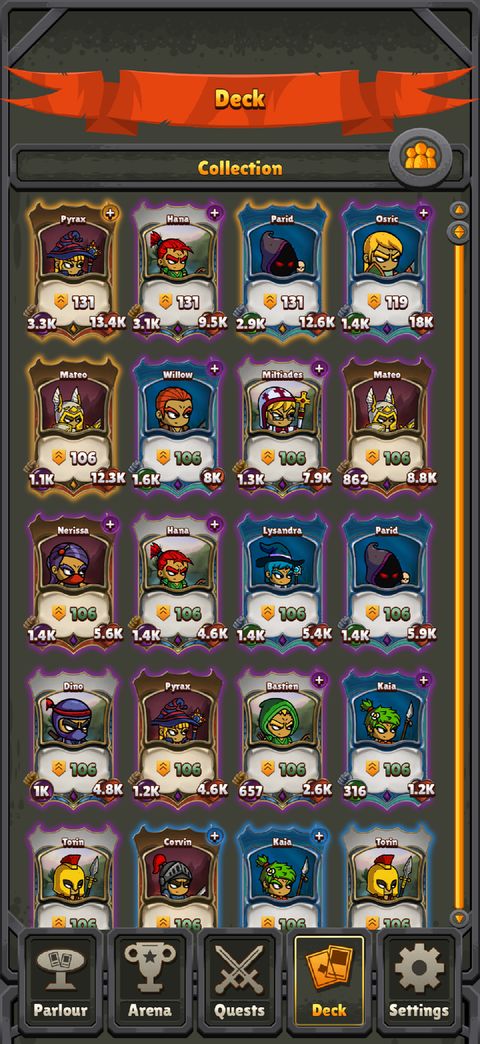 Deck
Collection
Pyrax
Hana
Parid
Osric
131
131
131
119
3.3K
13.4K
3.1K
9.5K
2.9K
12.6K
1.4K
18K
Mateo
Willow
Miltiades
Mateo
106
106
106
106
1.1K
12.3K
1.6K
8K
1.3K
7.9K
862
8.8K
Nerissa
Hana
Lysandra
Parid
106
106
106
106
1.4K
5.6K
1.4K
4.6K
1.4K
5.4K
1.4K
5.9K
Dino
Pyrax
Bastien
Kaia
106
106
106
106
1K
4.8K
1.2K
4.6K
657
2.6K
316
1.2K
Torin
Corvin
Kaia
Torin
106
106
106
106
Parlour
Arena
Quests
Deck
Settings